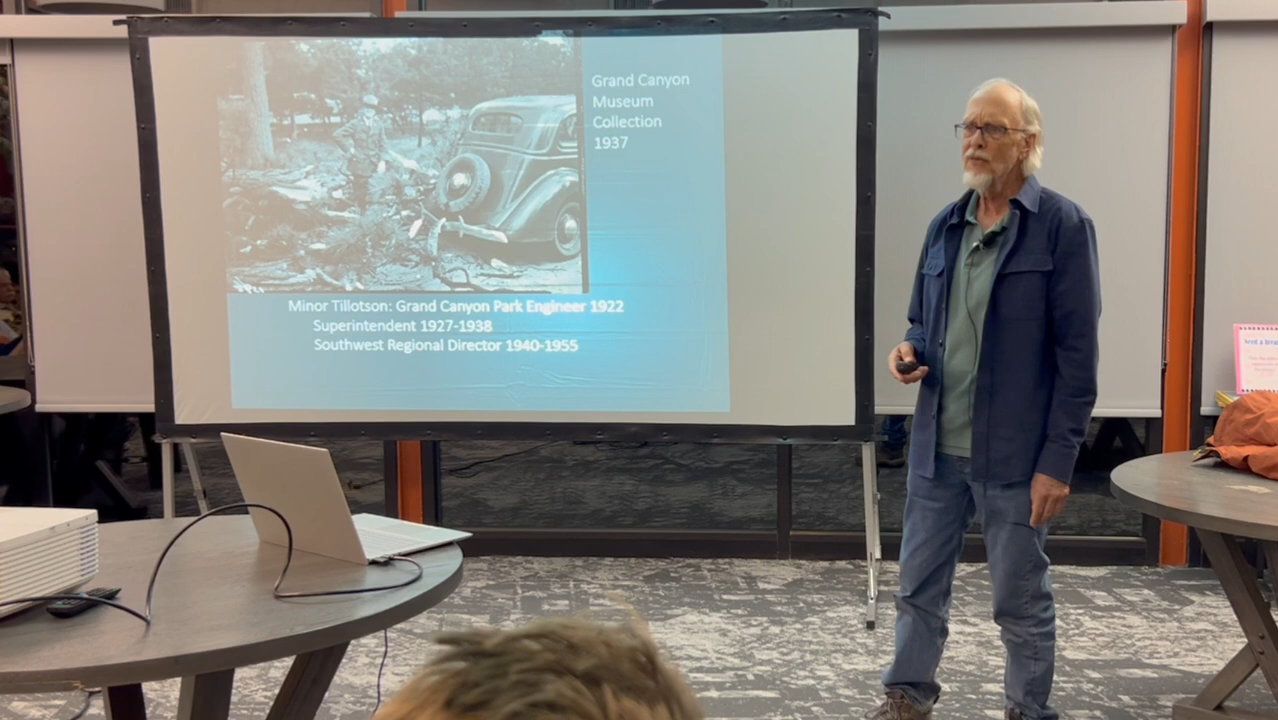 Grand Canyon
Museum
Collection
1937
Minor Tillotson: Grand Canyon Park Engineer 1922
Superintendent 1927-1938
Southwest Regional Director 1940-1955